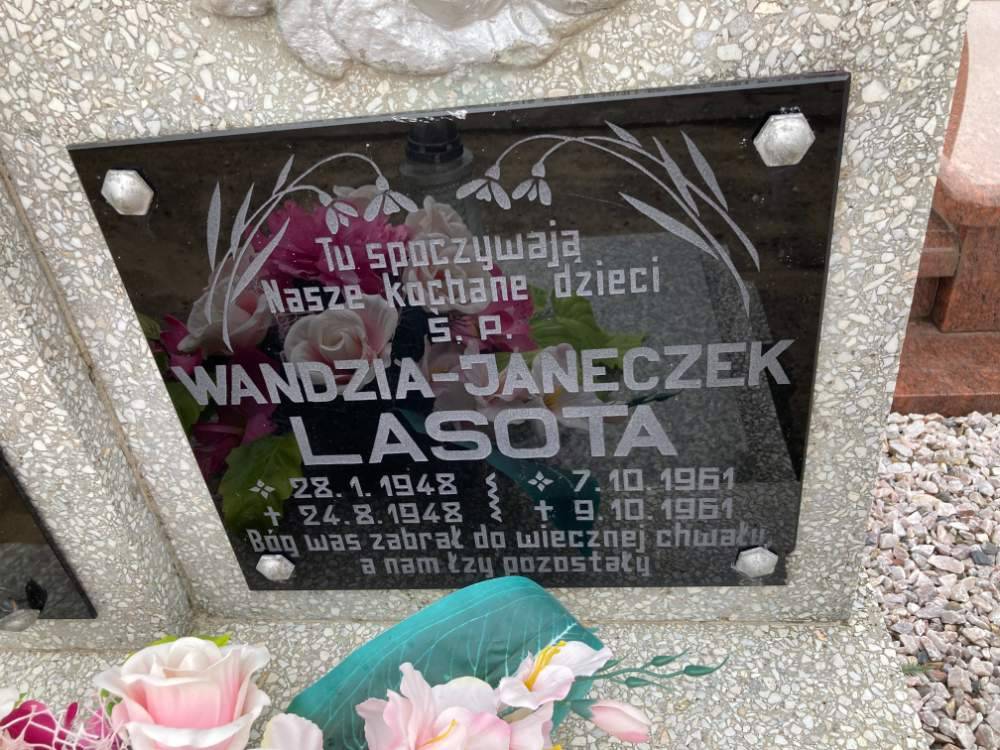 Tu spoczywają
Nasze kochane dzieci
Ś. P.
WANDZIA-JANECZEK
LASOTA
28.1.1948 7.10.1961
† 24.8.1948 † 9.10.1961
Bóg was zabrał do wiecznej chwały,
a nam łzy pozostały